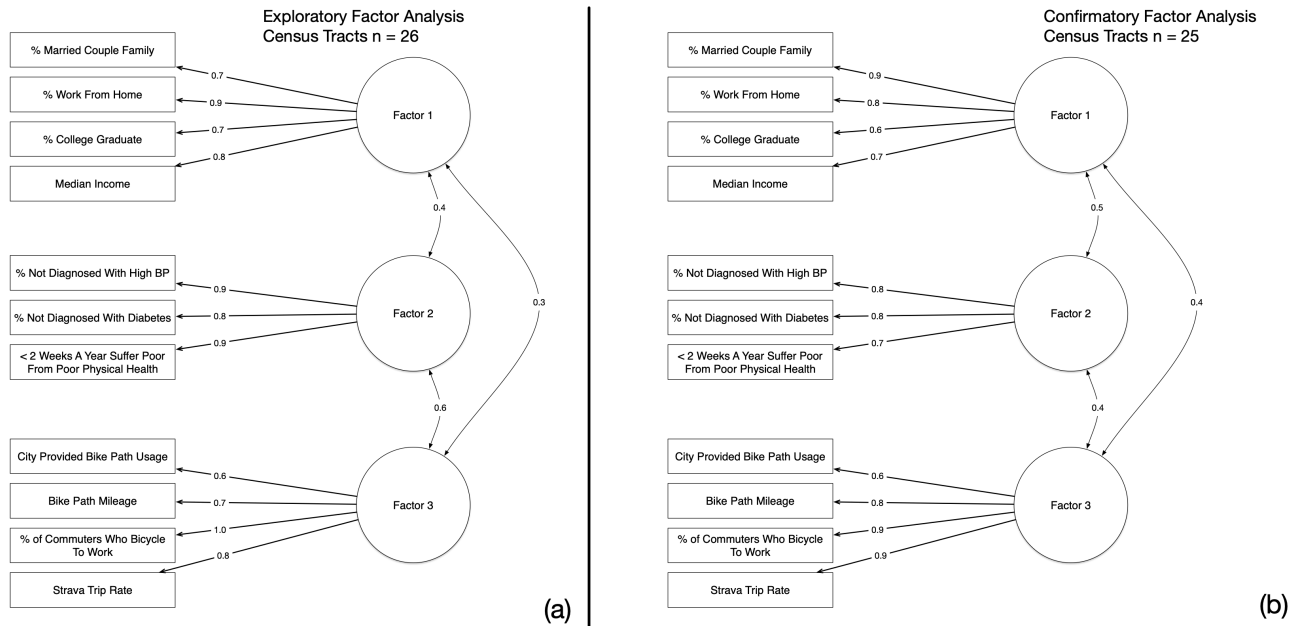 Exploratory Factor Analysis
Census Tracts n = 26
% Married Couple Family
0.7
% Work From Home
0.9
% College Graduate
0.7
Median Income
0.8
Factor 1
0.4
% Not Diagnosed With High BP
0.9
% Not Diagnosed With Diabetes
0.8
< 2 Weeks A Year Suffer Poor
From Poor Physical Health
0.9
Factor 2
0.3
0.6
City Provided Bike Path Usage
0.6
Bike Path Mileage
0.7
% of Commuters Who Bicycle
To Work
1.0
Strava Trip Rate
0.8
Factor 3
(a)
Confirmatory Factor Analysis
Census Tracts n = 25
% Married Couple Family
0.9
% Work From Home
0.8
% College Graduate
0.6
Median Income
0.7
Factor 1
0.5
% Not Diagnosed With High BP
0.8
% Not Diagnosed With Diabetes
0.8
< 2 Weeks A Year Suffer Poor
From Poor Physical Health
0.7
Factor 2
0.4
0.4
City Provided Bike Path Usage
0.6
Bike Path Mileage
0.8
% of Commuters Who Bicycle
To Work
0.9
Strava Trip Rate
0.9
Factor 3
(b)